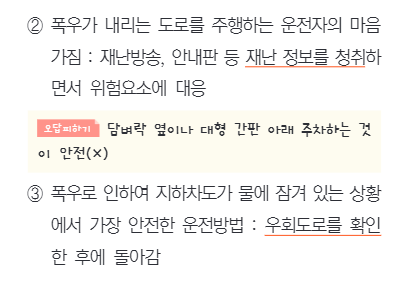 ② 폭우가 내리는 도로를 주행하는 운전자의 마음
가짐 : 재난방송, 안내판 등 재난 정보를 청취하
면서 위험요소에 대응
오답피하기 담벼락 옆이나 대형 간판 아래 주차하는 것
이 안전(×)
③ 폭우로 인하여 지하차도가 물에 잠겨 있는 상황
에서 가장 안전한 운전방법 : 우회도로를 확인
한 후에 돌아감